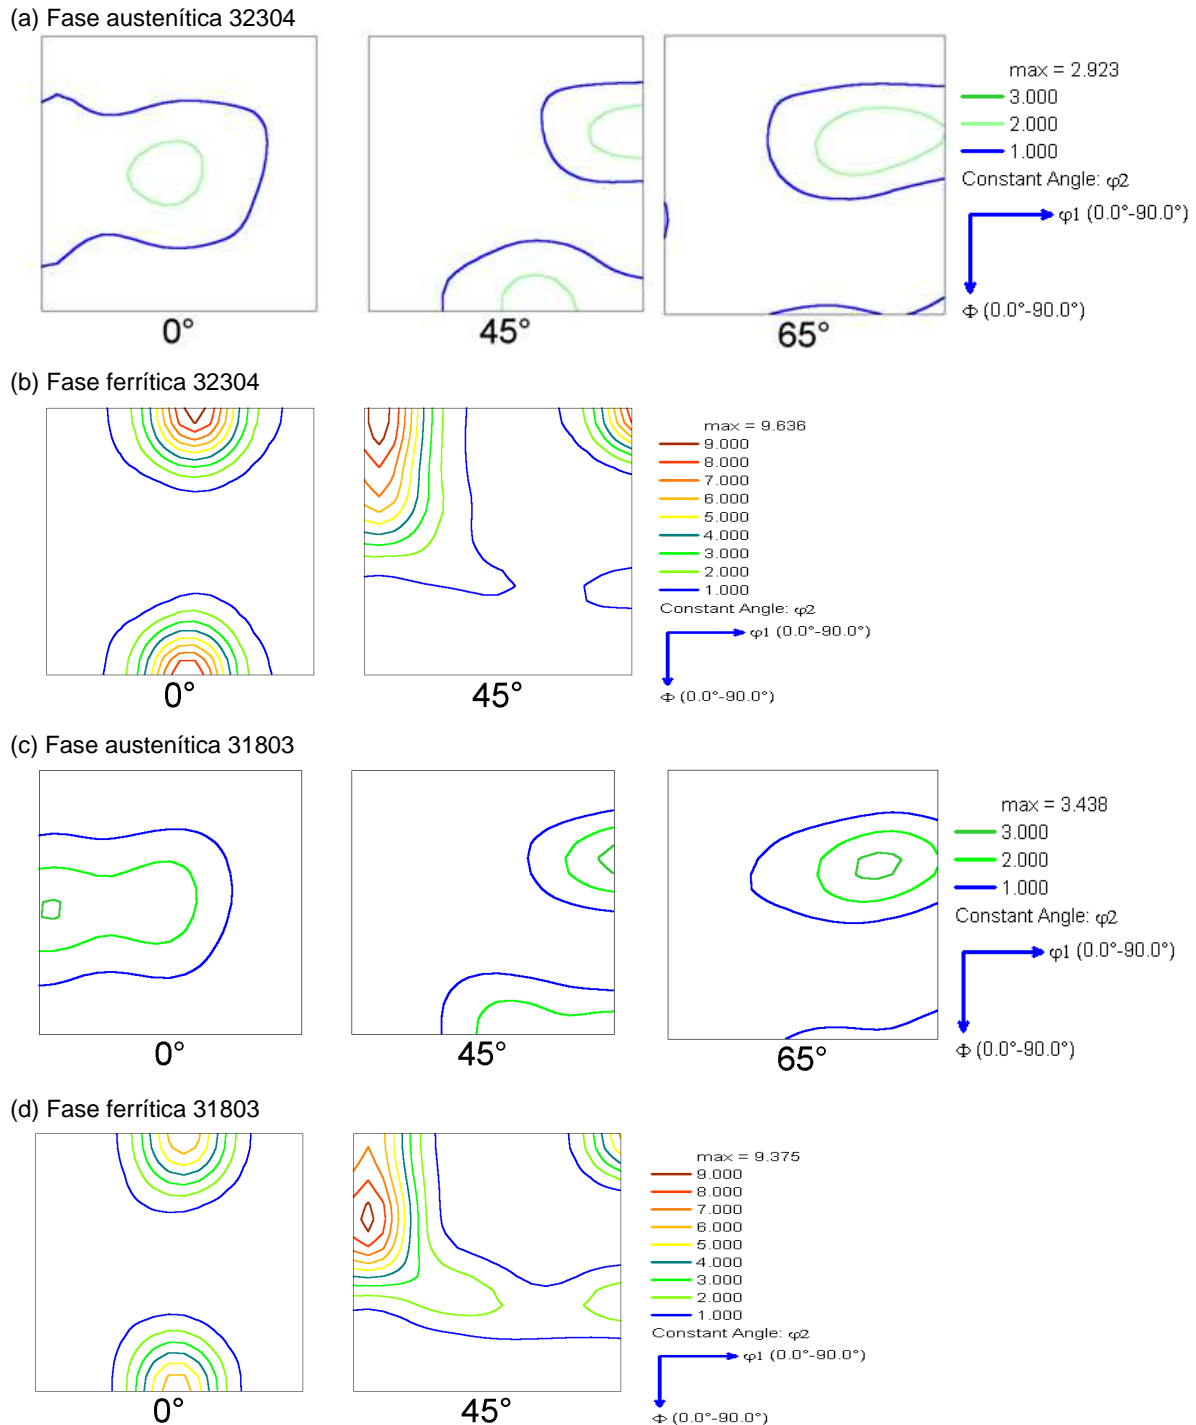 (a) Fase austenítica 32304
max = 2.923
3.000
2.000
1.000
Constant Angle: φ2
φ1 (0.0°-90.0°)
Φ (0.0°-90.0°)
0°
45°
65°
(b) Fase ferrítica 32304
max = 9.636
9.000
8.000
7.000
6.000
5.000
4.000
3.000
2.000
1.000
Constant Angle: φ2
φ1 (0.0°-90.0°)
Φ (0.0°-90.0°)
0°
45°
(c) Fase austenítica 31803
max = 3.438
3.000
2.000
1.000
Constant Angle: φ2
φ1 (0.0°-90.0°)
Φ (0.0°-90.0°)
0°
45°
65°
(d) Fase ferrítica 31803
max = 9.375
9.000
8.000
7.000
6.000
5.000
4.000
3.000
2.000
1.000
Constant Angle: φ2
φ1 (0.0°-90.0°)
Φ (0.0°-90.0°)
0°
45°